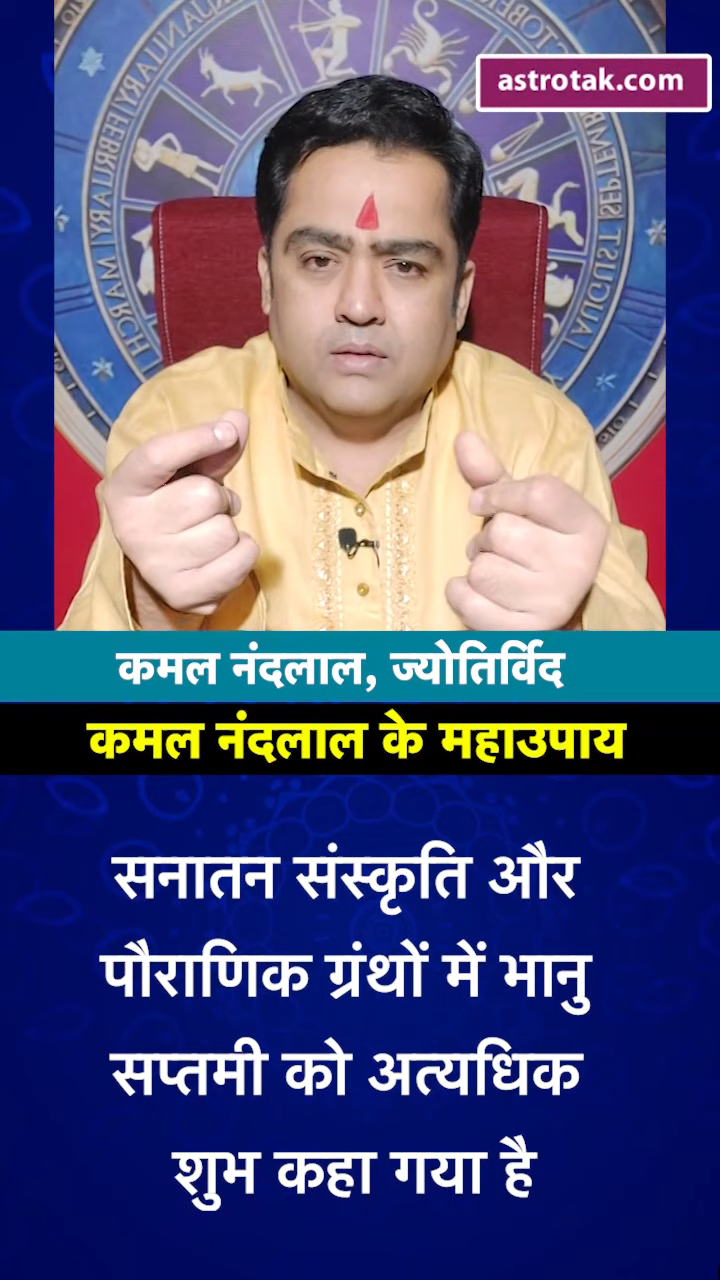 astrotak.com
कमल नंदलाल, ज्योतिर्विद
कमल नंदलाल के महाउपाय
सनातन संस्कृति और
पौराणिक ग्रंथों में भानु
सप्तमी को अत्यधिक
शुभ कहा गया है